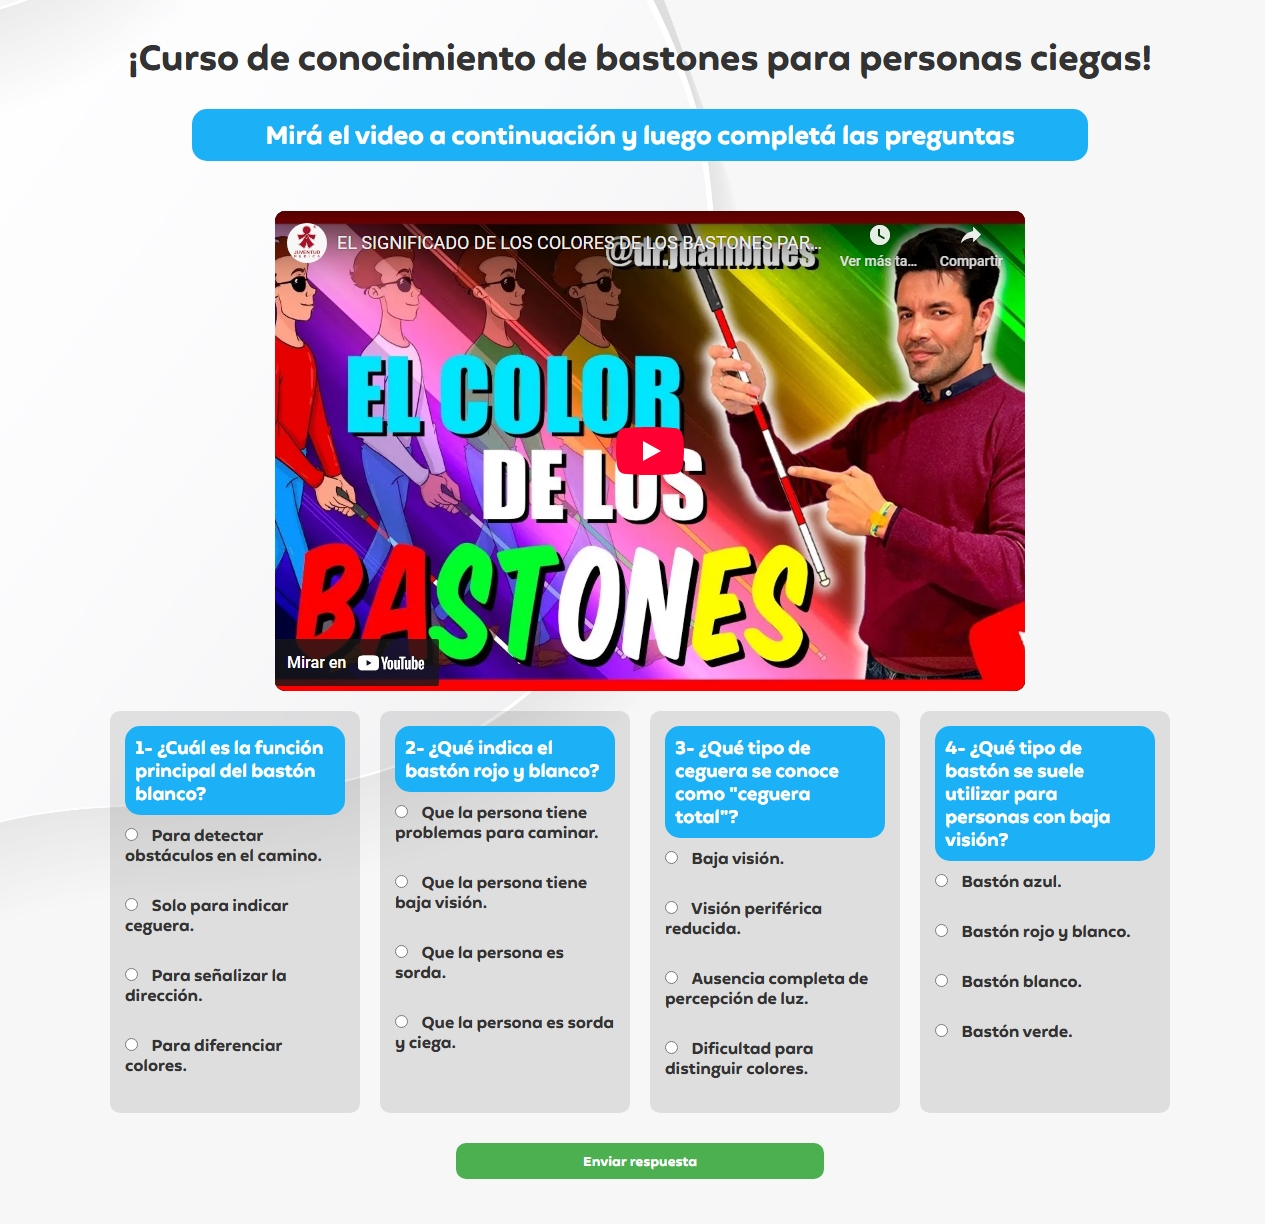 ¡Curso de conocimiento de bastones para personas ciegas!
Mirá el video a continuación y luego completá las preguntas
JUVENTUD
MEDICA
EL SIGNIFICADO DE LOS COLORES DE LOS BASTONES PAR...
@dr.juanblues
Ver más ta...
Compartir
EL COLOR
DE LOS
BASTONES
Mirar en YouTube
1- ¿Cuál es la función
principal del bastón
blanco?
Para detectar
obstáculos en el camino.
Solo para indicar
ceguera.
Para señalizar la
dirección.
Para diferenciar
colores.
2- ¿Qué indica el
bastón rojo y blanco?
Que la persona tiene
problemas para caminar.
Que la persona tiene
baja visión.
Que la persona es
sorda.
Que la persona es sorda
y ciega.
3- ¿Qué tipo de
ceguera se conoce
como "ceguera
total"?
Baja visión.
Visión periférica
reducida.
Ausencia completa de
percepción de luz.
Dificultad para
distinguir colores.
4- ¿Qué tipo de
bastón se suele
utilizar para
personas con baja
visión?
Bastón azul.
Bastón rojo y blanco.
Bastón blanco.
Bastón verde.
Enviar respuesta